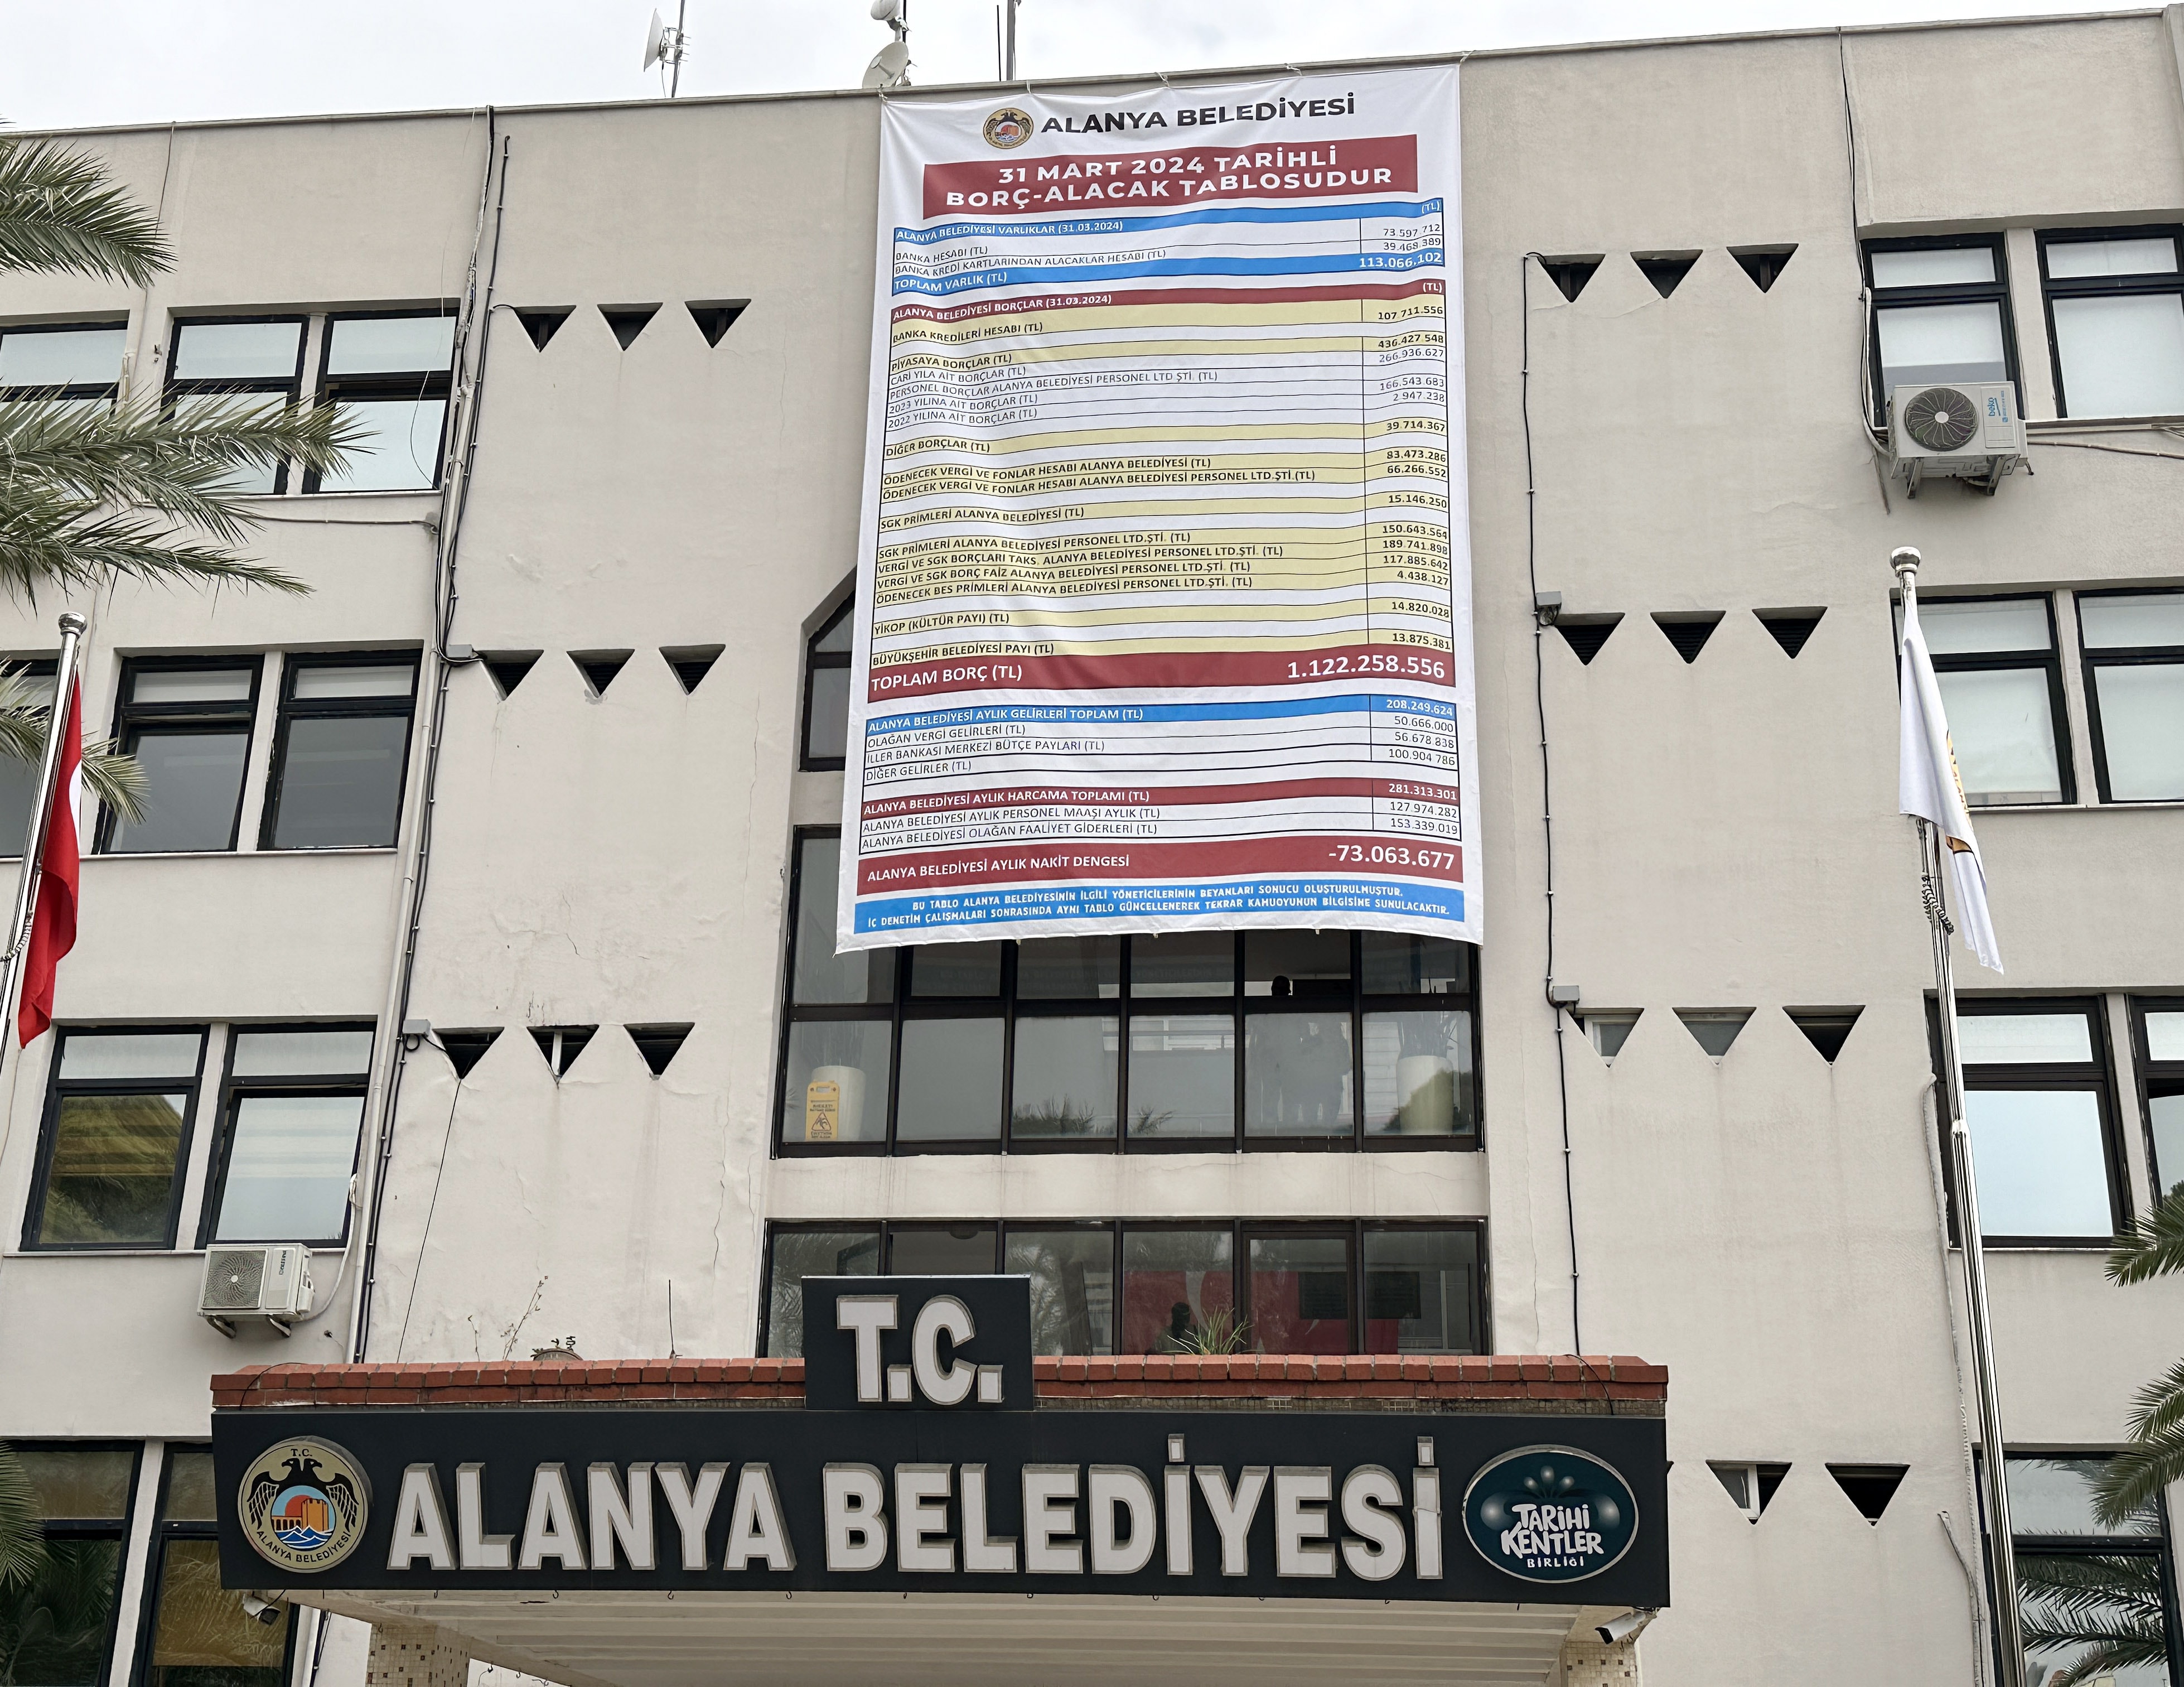 ALANYA BELEDİYESİ
31 MART 2024 TARİHLİ
BORÇ-ALACAK TABLOSUDUR
ALANYA BELEDİYESİ VARLIKLAR (31.03.2024) (TL)
BANKA HESABI (TL) 73.597.712
BANKA KREDİ KARTLARINDAN ALACAKLAR HESABI (TL) 39.468.389
TOPLAM VARLIK (TL) 113.066.102
ALANYA BELEDİYESİ BORÇLAR (31.03.2024) (TL)
BANKA KREDİLERİ HESABI (TL) 107.711.556
PİYASAYA BORÇLAR (TL) 436.427.548
CARİ YILA AİT BORÇLAR (TL) 266.936.627
PERSONEL BORÇLAR ALANYA BELEDİYESİ PERSONEL LTD ŞTİ. (TL)
2023 YILINA AİT BORÇLAR (TL) 166.543.683
2022 YILINA AİT BORÇLAR (TL) 2.947.238
DİĞER BORÇLAR (TL) 39.714.367
ÖDENECEK VERGİ VE FONLAR HESABI ALANYA BELEDİYESİ (TL) 83.473.286
ÖDENECEK VERGİ VE FONLAR HESABI ALANYA BELEDİYESİ PERSONEL LTD.ŞTİ.(TL) 66.266.552
SGK PRİMLERİ ALANYA BELEDİYESİ (TL) 15.146.250
SGK PRİMLERİ ALANYA BELEDİYESİ PERSONEL LTD.ŞTİ. (TL) 150.643.564
VERGİ VE SGK BORÇLARI TAKS. ALANYA BELEDİYESİ PERSONEL LTD.ŞTİ. (TL) 189.741.898
VERGİ VE SGK BORÇ FAİZ ALANYA BELEDİYESİ PERSONEL LTD.ŞTİ. (TL) 117.885.642
ÖDENECEK BES PRİMLERİ ALANYA BELEDİYESİ PERSONEL LTD.ŞTİ. (TL) 4.438.127
YİKOP (KÜLTÜR PAYI) (TL) 14.820.028
BÜYÜKŞEHİR BELEDİYESİ PAYI (TL) 13.875.381
TOPLAM BORÇ (TL) 1.122.258.556
ALANYA BELEDİYESİ AYLIK GELİRLERİ TOPLAM (TL) 208.249.624
OLAĞAN VERGİ GELİRLERİ (TL) 50.666.000
İLLER BANKASI MERKEZİ BÜTÇE PAYLARI (TL) 56.678.838
DİĞER GELİRLER (TL) 100.904.786
ALANYA BELEDİYESİ AYLIK HARCAMA TOPLAMI (TL) 281.313.301
ALANYA BELEDİYESİ AYLIK PERSONEL MAAŞI AYLIK (TL) 127.974.282
ALANYA BELEDİYESİ OLAĞAN FAALİYET GİDERLERİ (TL) 153.339.019
ALANYA BELEDİYESİ AYLIK NAKİT DENGESİ -73.063.677
BU TABLO ALANYA BELEDİYESİNİN İLGİLİ YÖNETİCİLERİNİN BEYANLARI SONUCU OLUŞTURULMUŞTUR.
İÇ DENETİM ÇALIŞMALARI SONRASINDA AYNI TABLO GÜNCELLENEREK TEKRAR KAMUOYUNUN BİLGİSİNE SUNULACAKTIR.
beko
T.C.
T.C.
ALANYA BELEDİYESİ
ALANYA BELEDİYESİ
TARİHİ
KENTLER
BİRLİĞİ